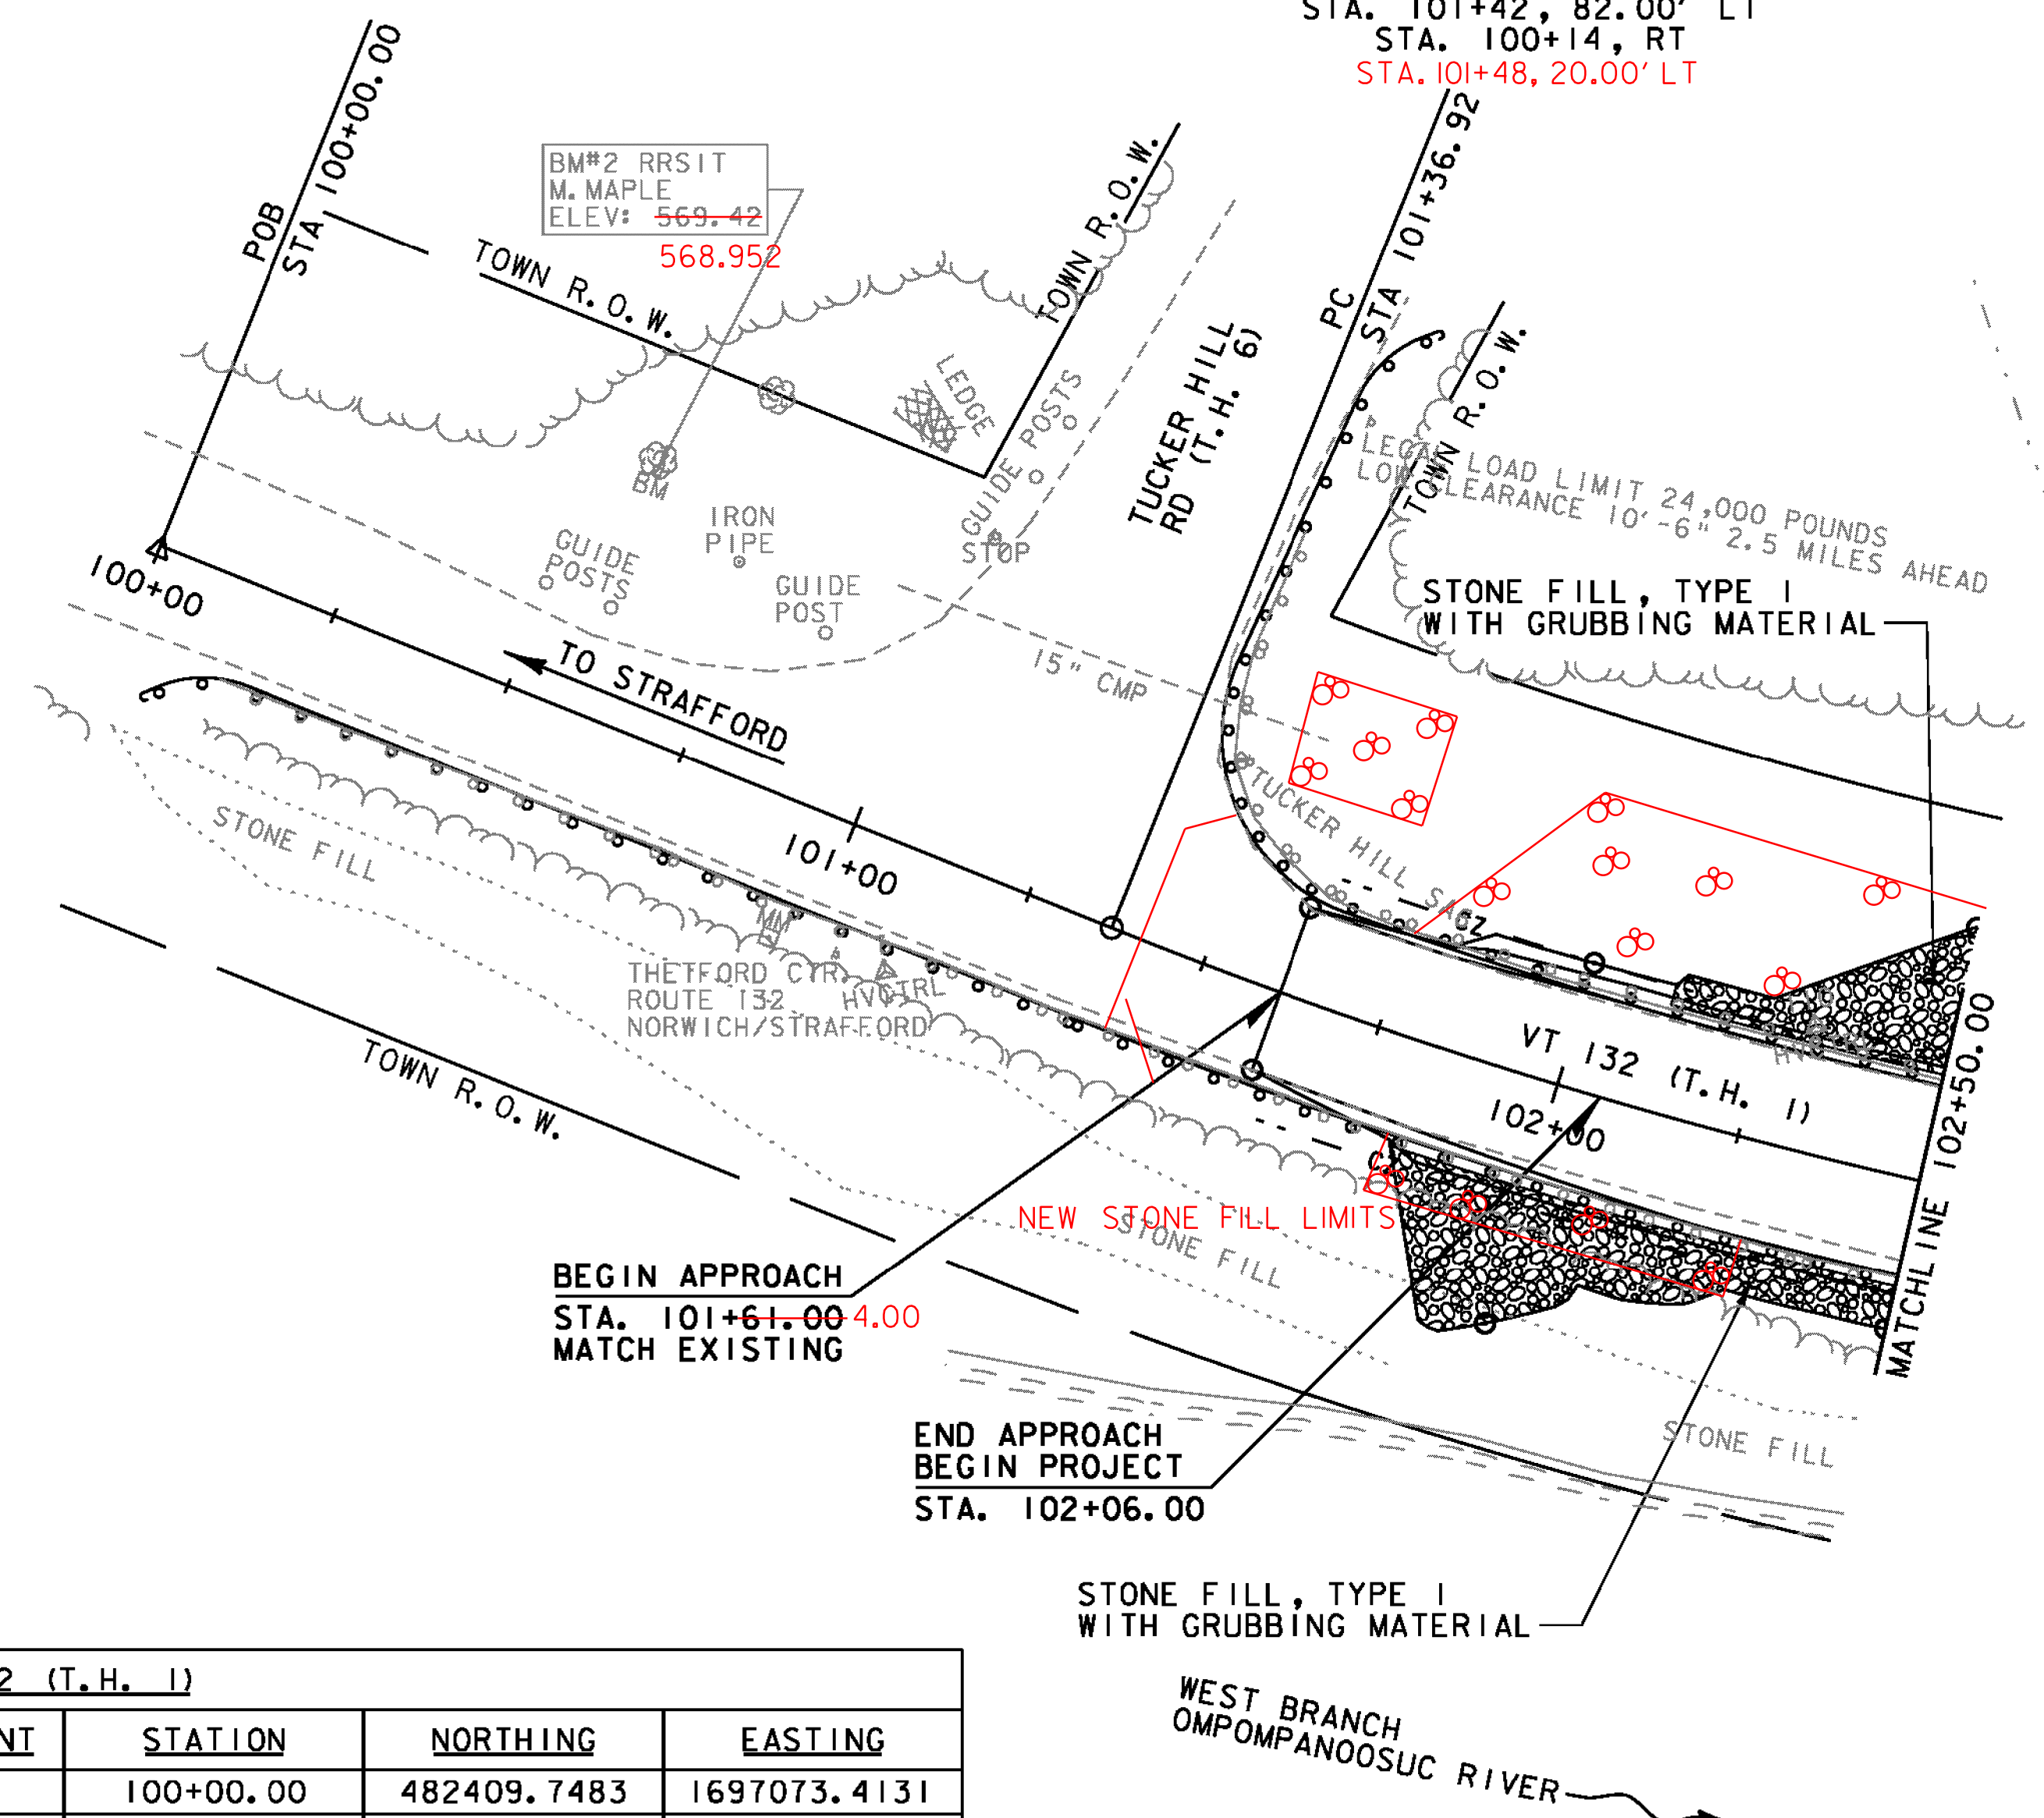 STA. 101+42, 82.00' LT
STA. 100+14, RT
STA. 101+48, 20.00' LT
POB
STA 100+00.00
BM#2 RRSIT
M. MAPLE
ELEV: 569.42
568.952
TOWN R.O.W.
TOWN R.O.W.
PC
STA 101+36.92
TOWN R.O.W.
TUCKER HILL
RD (T.H. 6)
LEDGE
GUIDE POSTS
BM
IRON
PIPE
GUIDE
POSTS
GUIDE
POST
STOP
LEGAL LOAD LIMIT 24,000 POUNDS
LOW CLEARANCE 10'-6" 2.5 MILES AHEAD
STONE FILL, TYPE I
WITH GRUBBING MATERIAL
100+00
TO STRAFFORD
15" CMP
STONE FILL
101+00
TUCKER HILL
CZ
MM
THETFORD CTR.
ROUTE 132
NORWICH/STRAFFORD
HVCTRL
TOWN R.O.W.
VT 132 (T.H. 1)
102+00
MATCHLINE 102+50.00
NEW STONE FILL LIMITS
STONE FILL
BEGIN APPROACH
STA. 101+61.00 4.00
MATCH EXISTING
END APPROACH
BEGIN PROJECT
STA. 102+06.00
STONE FILL
STONE FILL, TYPE I
WITH GRUBBING MATERIAL
WEST BRANCH
OMPOMPANOOSUC RIVER
2 (T.H. 1)
NT STATION NORTHING EASTING
100+00.00 482409.7483 1697073.4131